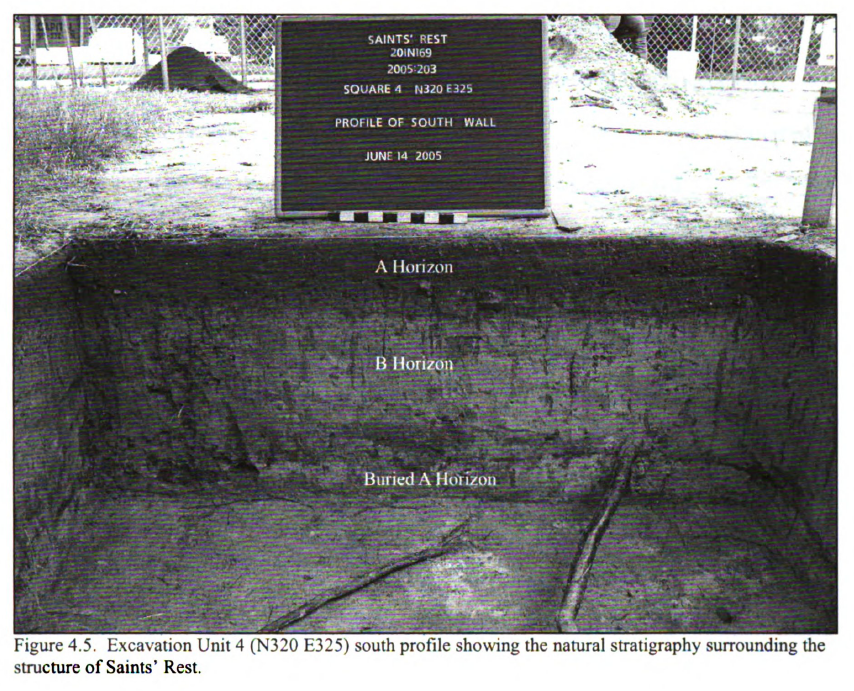 SAINTS' REST
20IN169
2005:203
SQUARE 4 N320 E325
PROFILE OF SOUTH WALL
JUNE 14 2005
A Horizon
B Horizon
Buried A Horizon
Figure 4.5. Excavation Unit 4 (N320 E325) south profile showing the natural stratigraphy surrounding the
structure of Saints' Rest.